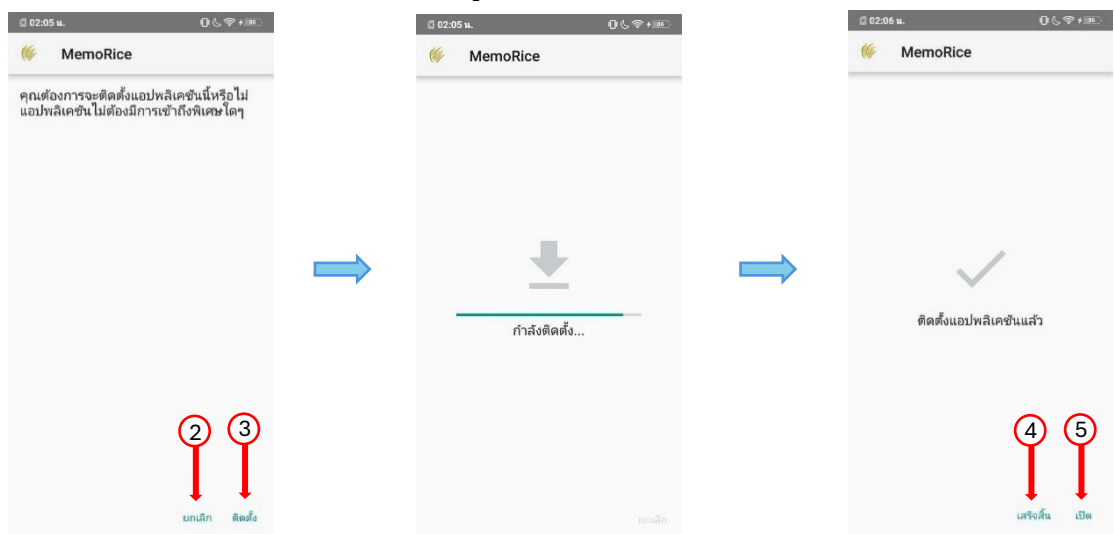 02:05 น.
MemoRice
คุณต้องการจะติดตั้งแอปพลิเคชันนี้หรือไม่
แอปพลิเคชันไม่ต้องมีการเข้าถึงพิเศษใดๆ
2
3
ยกเลิก ติดตั้ง
02:05 น.
MemoRice
กำลังติดตั้ง...
ยกเลิก
02:06 น.
MemoRice
ติดตั้งแอปพลิเคชันแล้ว
4
5
เสร็จสิ้น เปิด